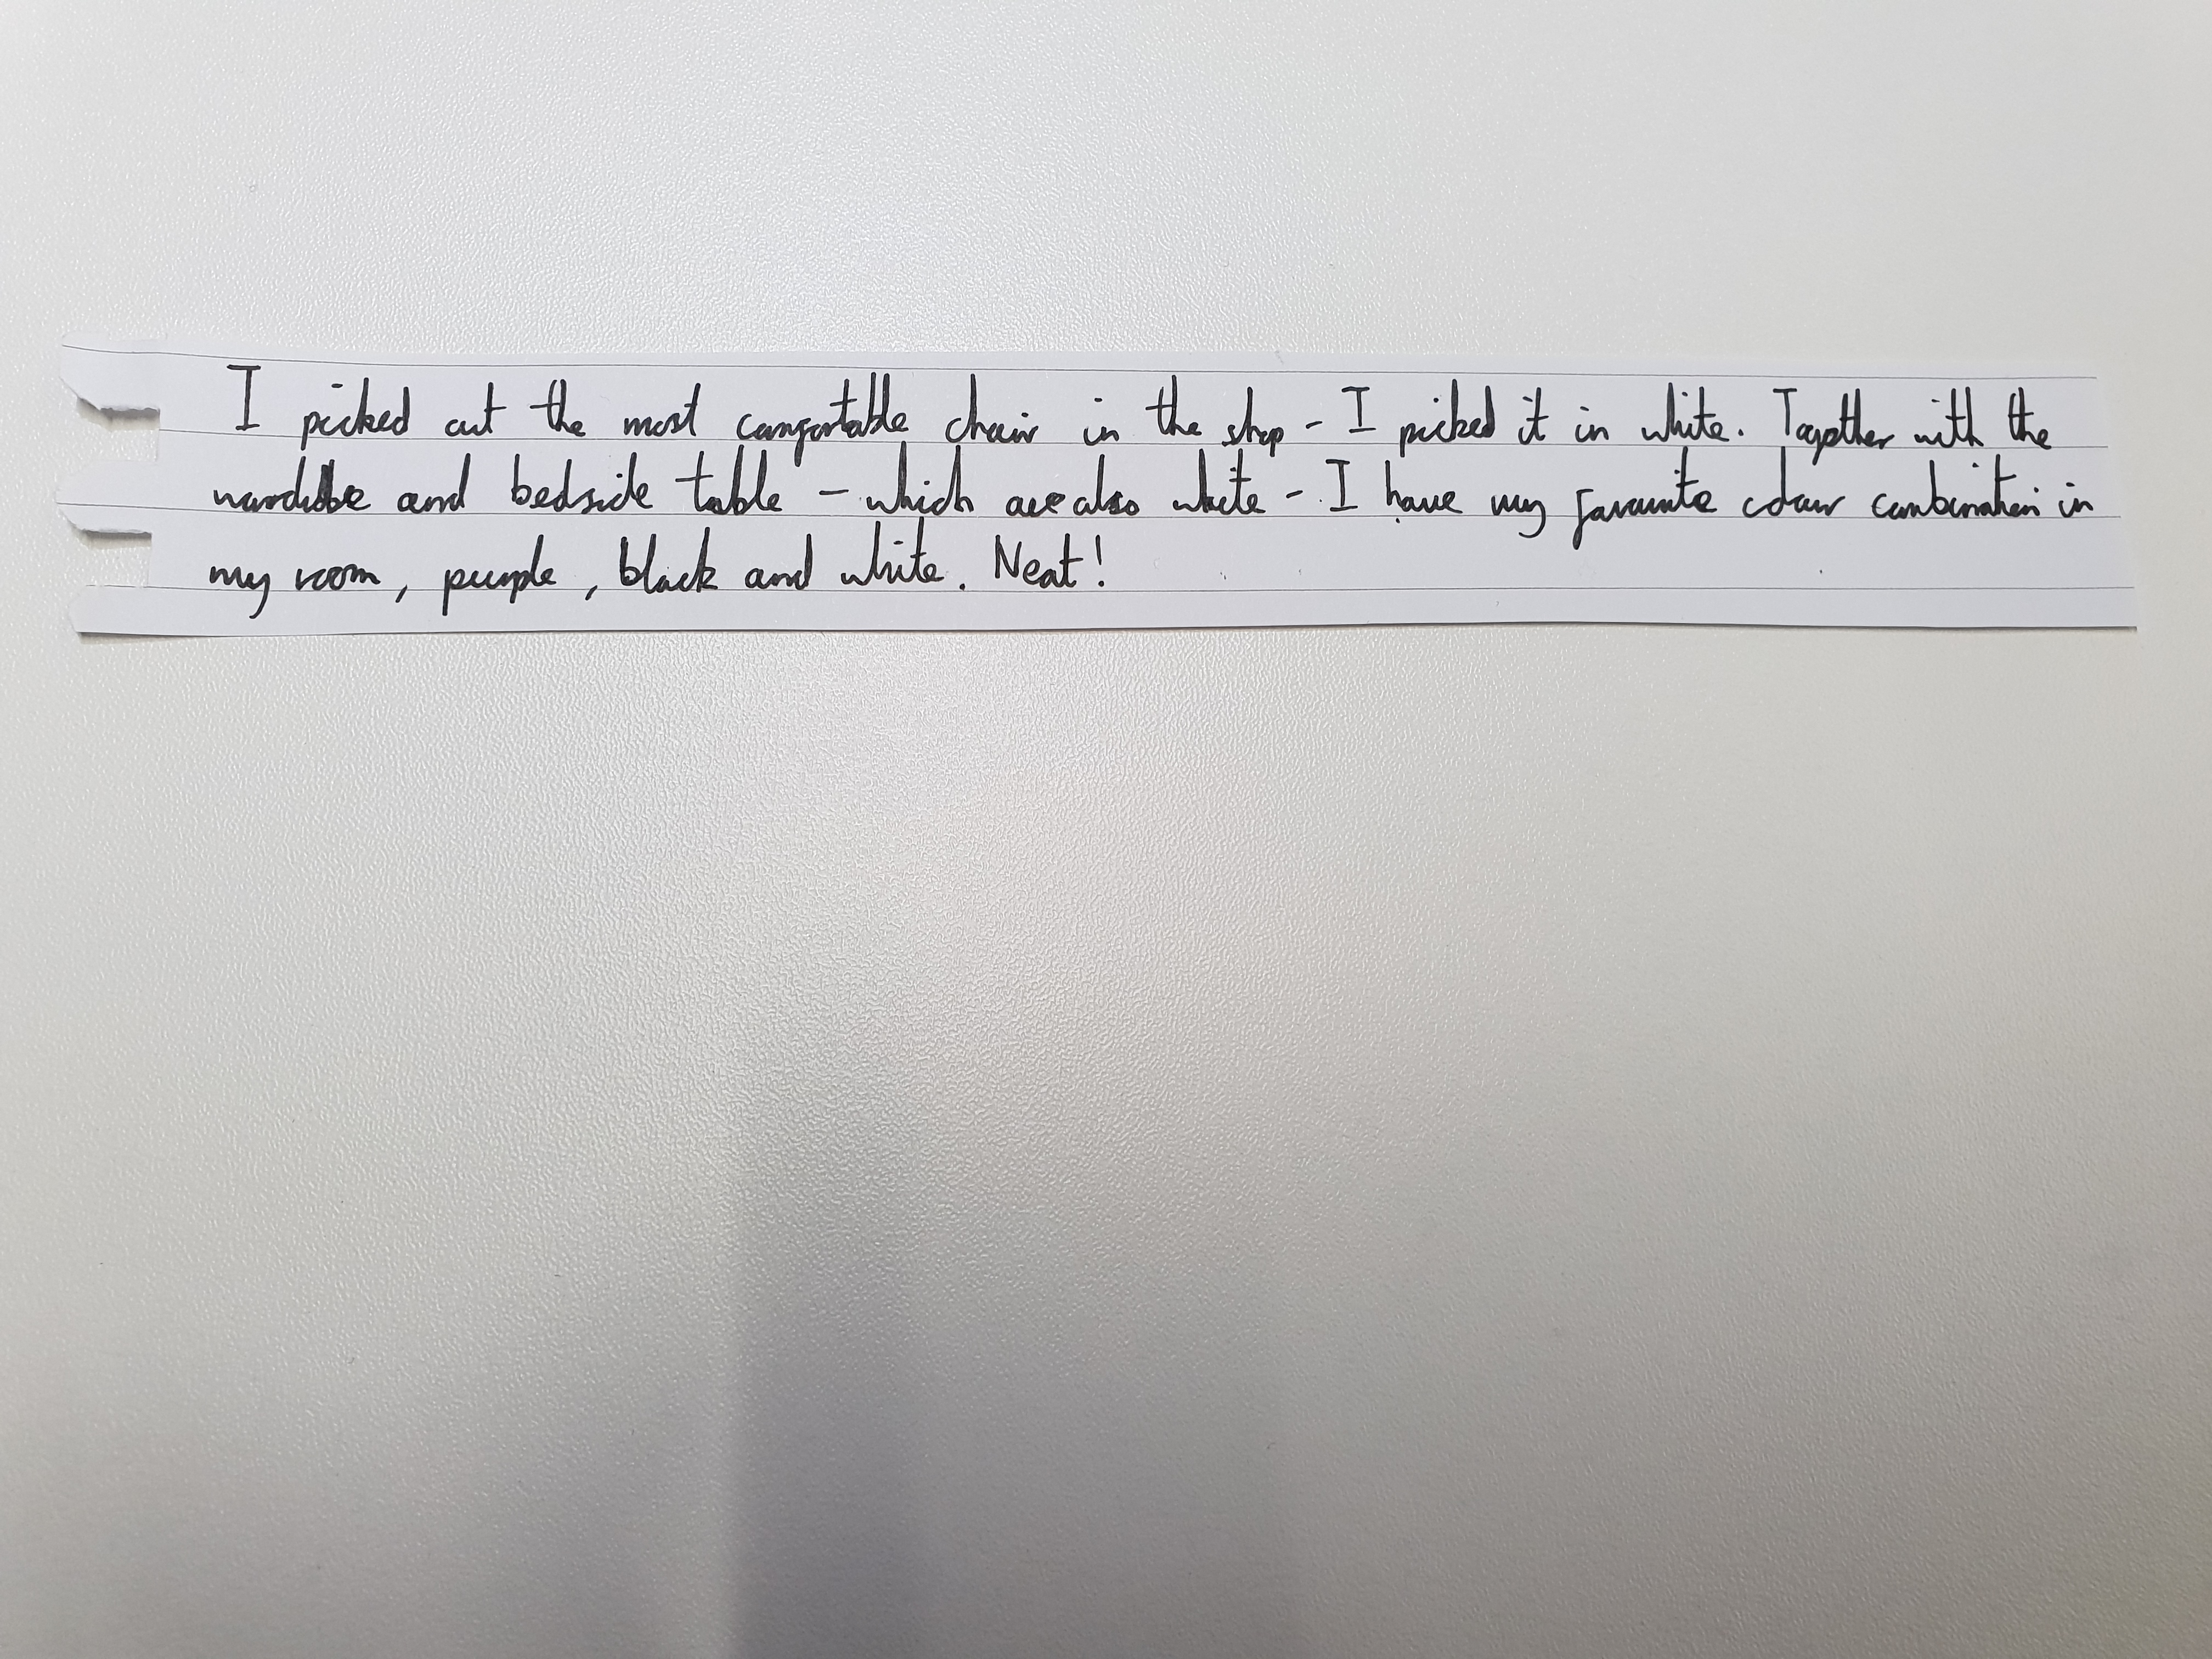 I picked out the most comfortable chair in the shop - I picked it in white. Together with the
wardobe and bedside table - which are also white - I have my favourite colour combination in
my room, purple, black and white. Neat!